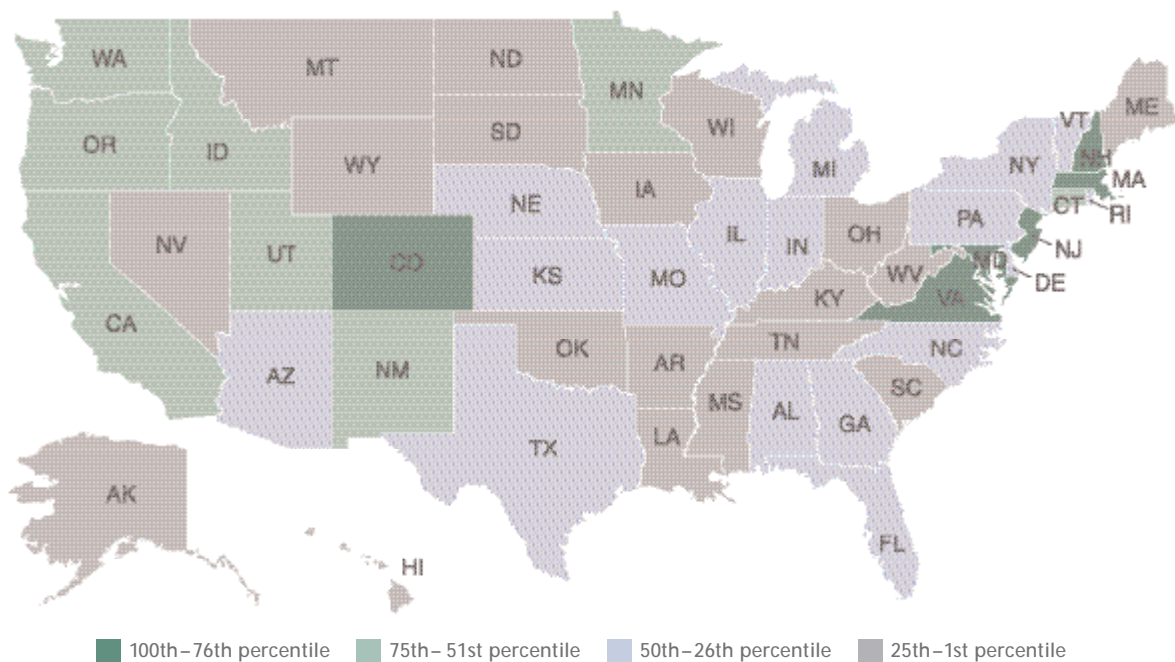 WA
MT
ND
MN
ME
VT
OR
ID
SD
WI
NH
WY
MI
NY
MA
IA
CT
RI
NE
PA
NV
UT
CO
IL
IN
OH
NJ
KS
MO
WV
MD
DE
KY
VA
CA
TN
NC
AZ
NM
OK
AR
SC
MS
AL
GA
LA
TX
AK
FL
HI
100th–76th percentile 75th–51st percentile 50th–26th percentile 25th–1st percentile